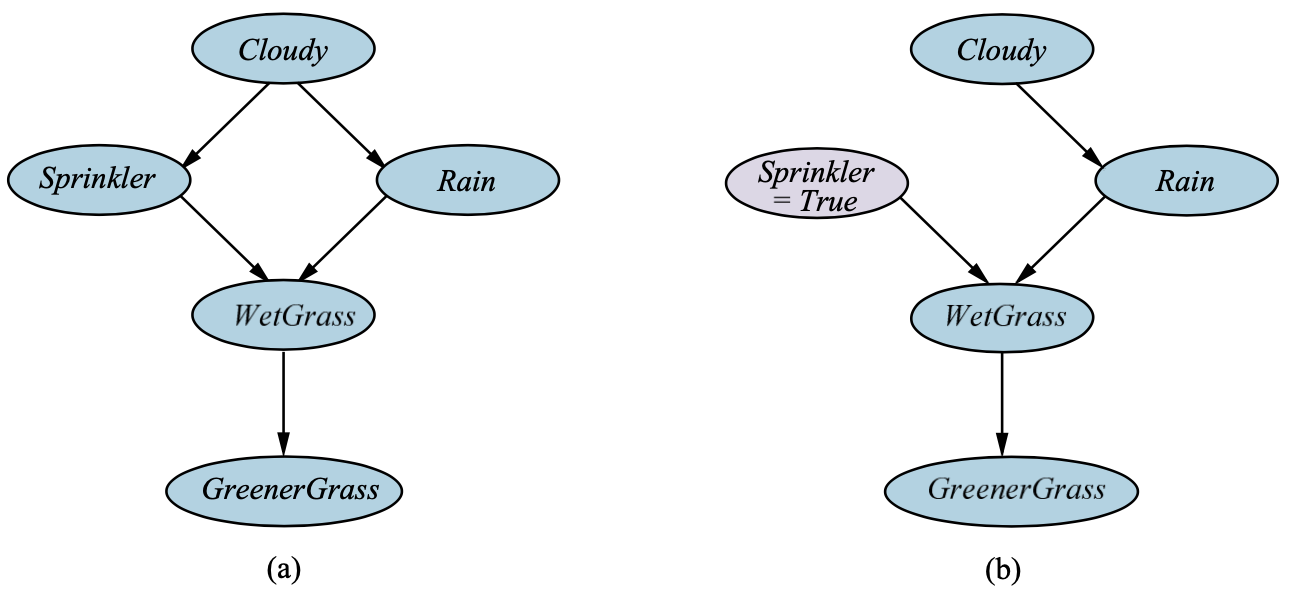 Cloudy
Sprinkler
Rain
WetGrass
GreenerGrass
(a)
Cloudy
Sprinkler
= True
Rain
WetGrass
GreenerGrass
(b)